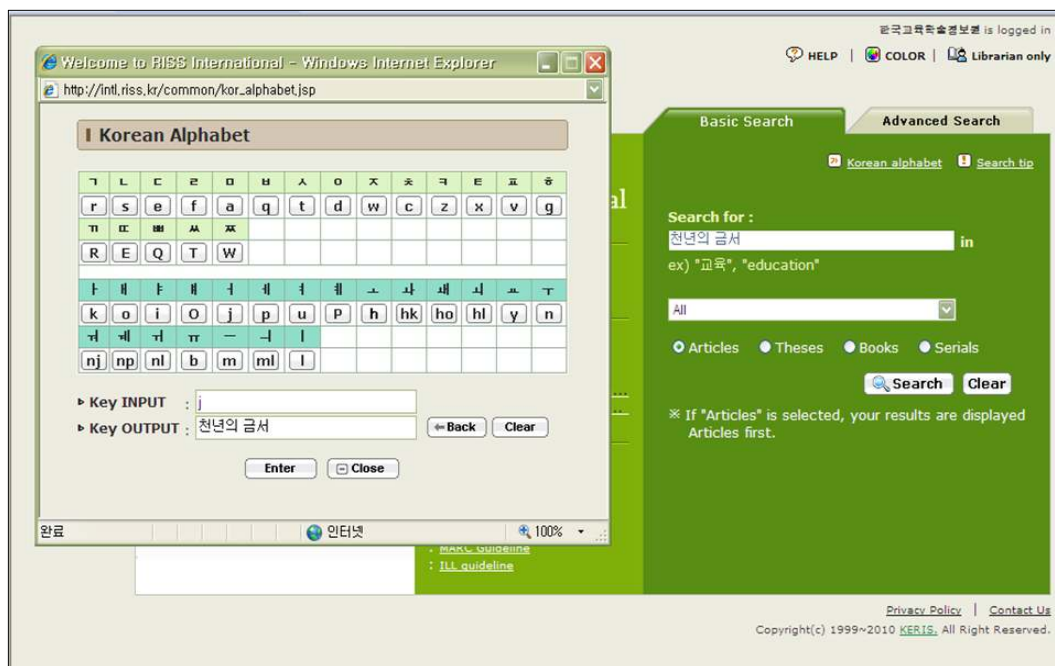 한국교육학술정보원 is logged in
HELP | COLOR | Librarian only
Welcome to RISS International - Windows Internet Explorer
http://intl.riss.kr/common/kor_alphabet.jsp
Korean Alphabet
ㄱ ㄴ ㄷ ㄹ ㅁ ㅂ ㅅ ㅇ ㅈ ㅊ ㅋ ㅌ ㅍ ㅎ
r s e f a q t d w c z x v g
ㄲ ㄸ ㅃ ㅆ ㅉ
R E Q T W
ㅏ ㅐ ㅑ ㅒ ㅓ ㅔ ㅕ ㅖ ㅗ ㅘ ㅙ ㅚ ㅛ ㅜ
k o i O j p u P h hk ho hl y n
ㅝ ㅞ ㅟ ㅠ ㅡ ㅢ ㅣ
nj np nl b m ml l
Key INPUT : j
Key OUTPUT : 천년의 금서
Back Clear
Enter Close
완료 인터넷 100%
Basic Search Advanced Search
Korean alphabet Search tip
al
Search for :
천년의 금서 in
ex) "교육", "education"
All
Articles Theses Books Serials
Search Clear
※ If "Articles" is selected, your results are displayed
Articles first.
: MARC Guideline
: ILL guideline
Privacy Policy | Contact Us
Copyright(c) 1999~2010 KERIS. All Right Reserved.